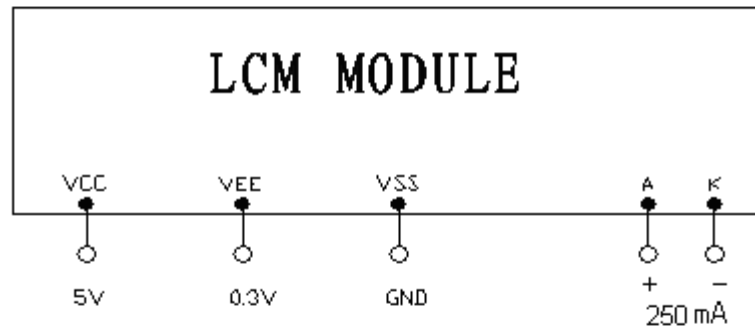 LCM MODULE
VCC VEE VSS A K
5V 0.3V GND + −
250 mA